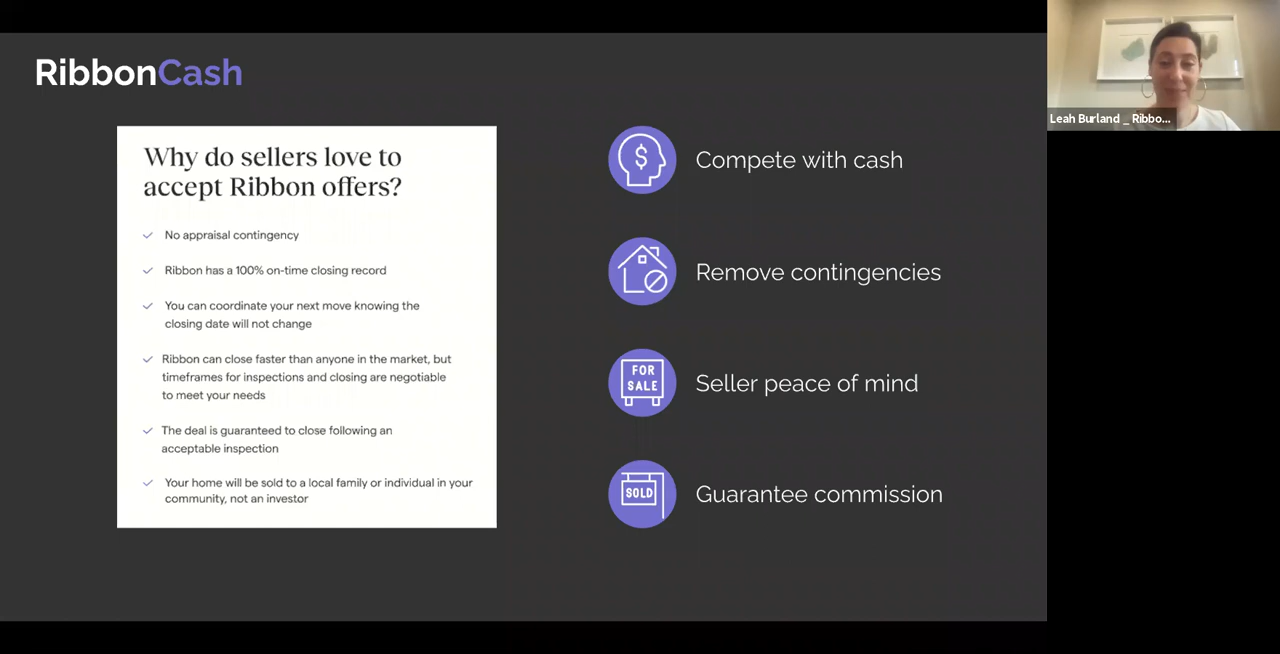 RibbonCash
Why do sellers love to
accept Ribbon offers?
No appraisal contingency
Ribbon has a 100% on-time closing record
You can coordinate your next move knowing the
closing date will not change
Ribbon can close faster than anyone in the market, but
timeframes for inspections and closing are negotiable
to meet your needs
The deal is guaranteed to close following an
acceptable inspection
Your home will be sold to a local family or individual in your
community, not an investor
$
Compete with cash
Remove contingencies
FOR
SALE
Seller peace of mind
SOLD
Guarantee commission
Leah Burland _ Ribbo...